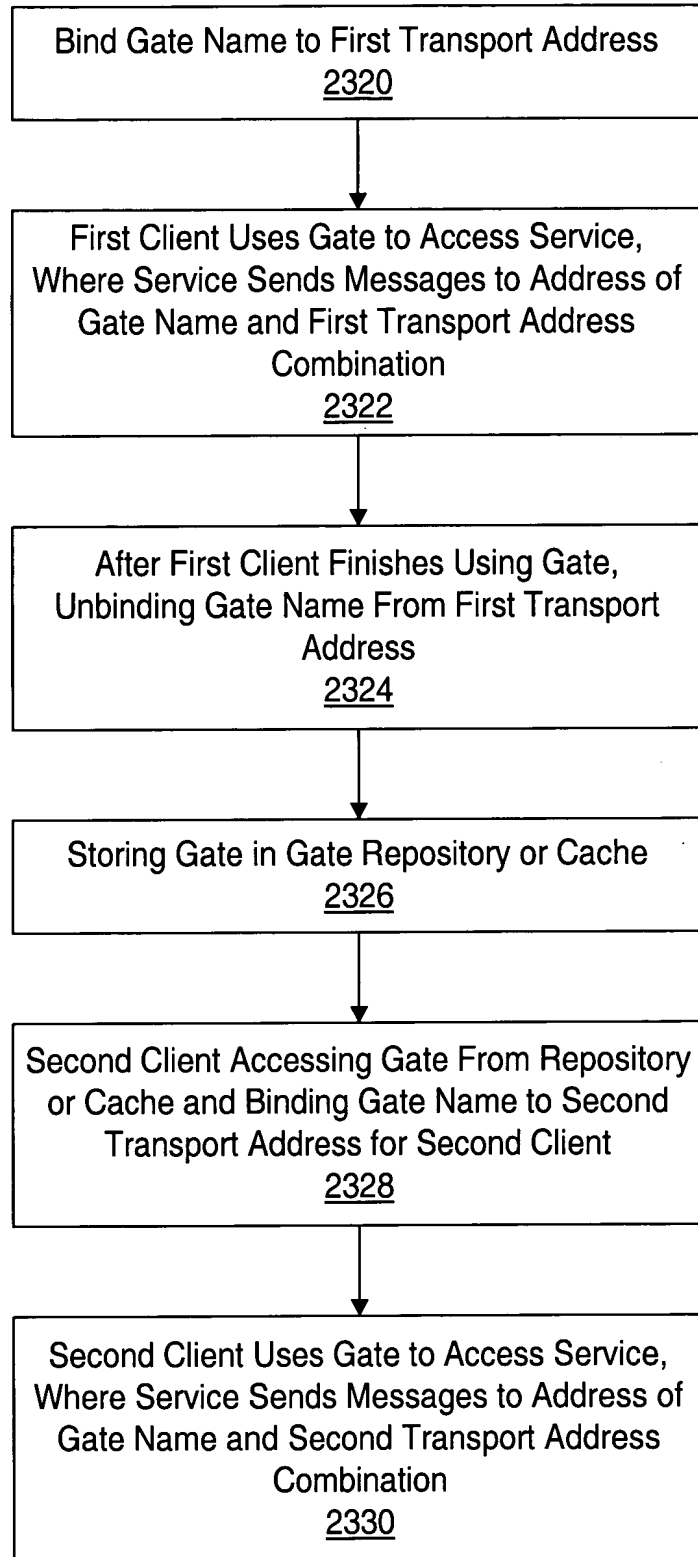 Bind Gate Name to First Transport Address
2320
First Client Uses Gate to Access Service,
Where Service Sends Messages to Address of
Gate Name and First Transport Address
Combination
2322
After First Client Finishes Using Gate,
Unbinding Gate Name From First Transport
Address
2324
Storing Gate in Gate Repository or Cache
2326
Second Client Accessing Gate From Repository
or Cache and Binding Gate Name to Second
Transport Address for Second Client
2328
Second Client Uses Gate to Access Service,
Where Service Sends Messages to Address of
Gate Name and Second Transport Address
Combination
2330